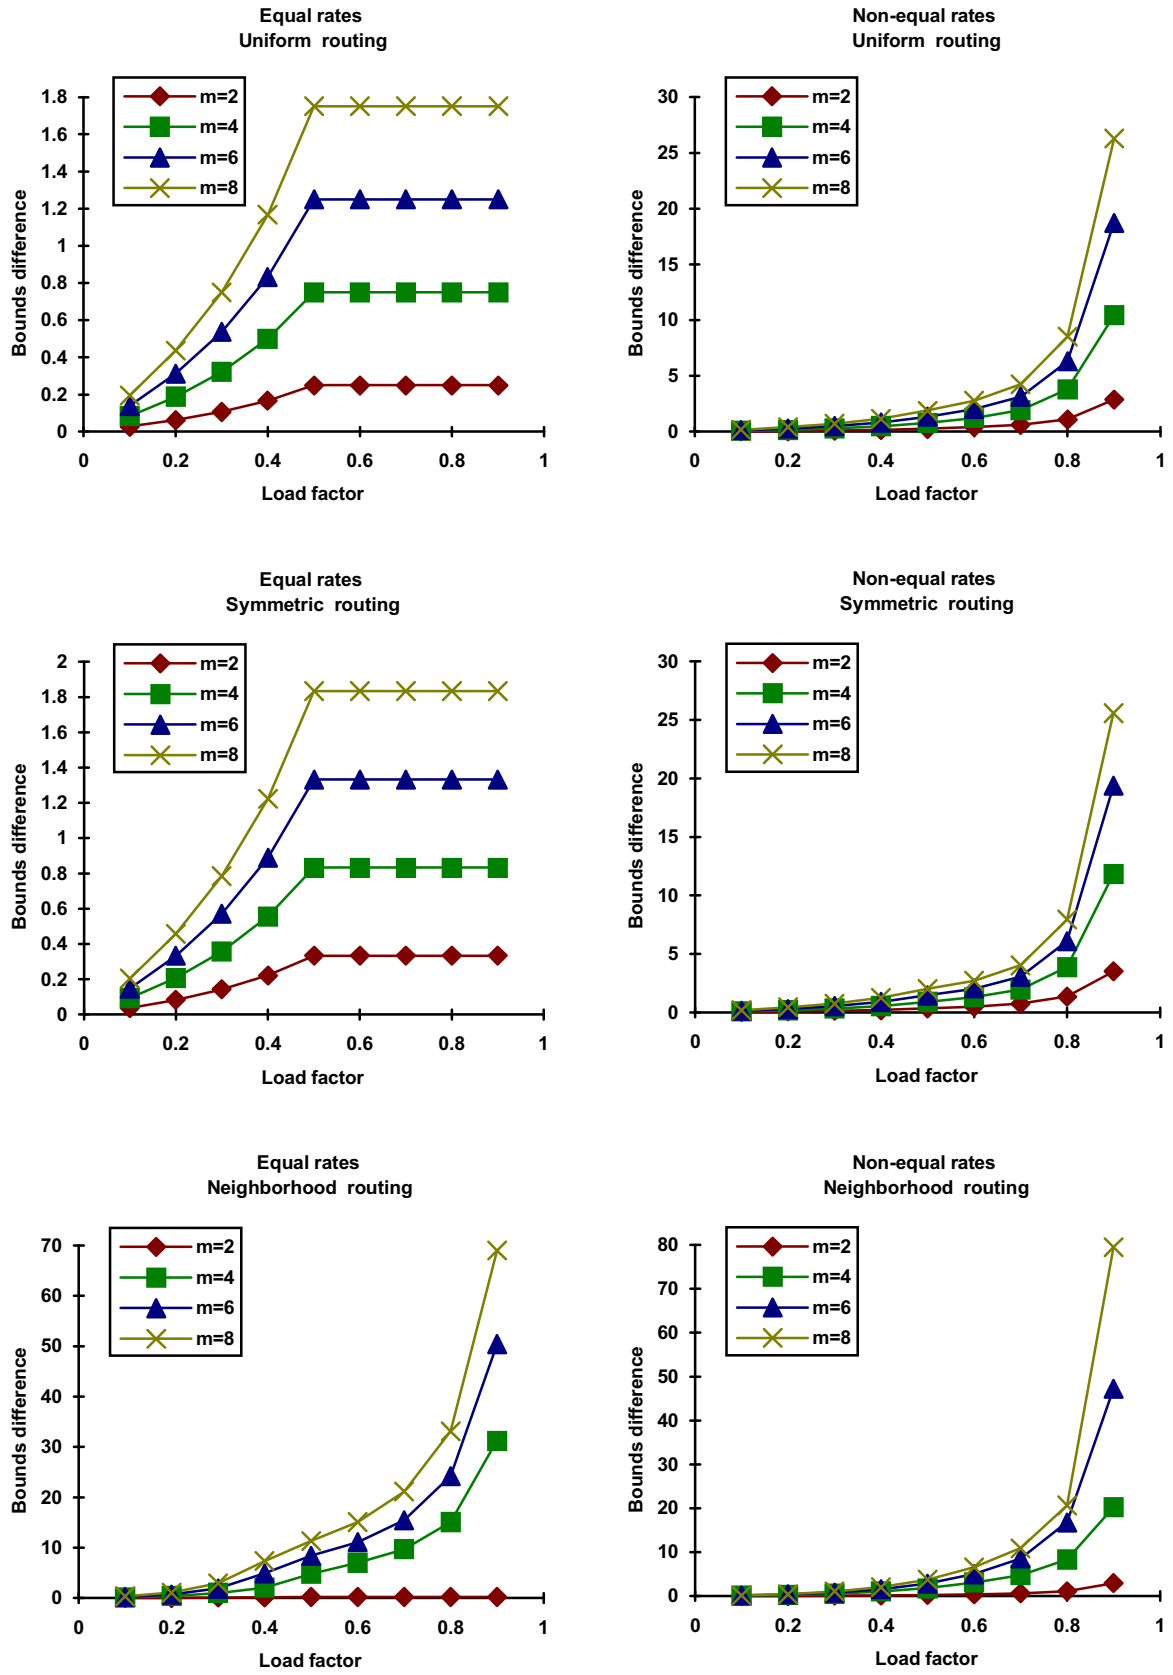 Equal rates
Uniform routing
m=2
m=4
m=6
m=8
1.8
1.6
1.4
1.2
1
0.8
0.6
0.4
0.2
0
Bounds difference
0 0.2 0.4 0.6 0.8 1
Load factor
Non-equal rates
Uniform routing
m=2
m=4
m=6
m=8
30
25
20
15
10
5
0
Bounds difference
0 0.2 0.4 0.6 0.8 1
Load factor
Equal rates
Symmetric routing
m=2
m=4
m=6
m=8
2
1.8
1.6
1.4
1.2
1
0.8
0.6
0.4
0.2
0
Bounds difference
0 0.2 0.4 0.6 0.8 1
Load factor
Non-equal rates
Symmetric routing
m=2
m=4
m=6
m=8
30
25
20
15
10
5
0
Bounds difference
0 0.2 0.4 0.6 0.8 1
Load factor
Equal rates
Neighborhood routing
m=2
m=4
m=6
m=8
70
60
50
40
30
20
10
0
Bounds difference
0 0.2 0.4 0.6 0.8 1
Load factor
Non-equal rates
Neighborhood routing
m=2
m=4
m=6
m=8
80
70
60
50
40
30
20
10
0
Bounds difference
0 0.2 0.4 0.6 0.8 1
Load factor